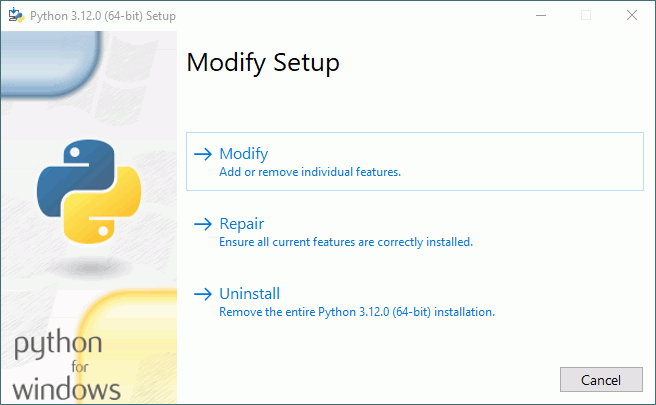 Python 3.12.0 (64-bit) Setup
Modify Setup
Modify
Add or remove individual features.
Repair
Ensure all current features are correctly installed.
Uninstall
Remove the entire Python 3.12.0 (64-bit) installation.
python
for
windows
Cancel